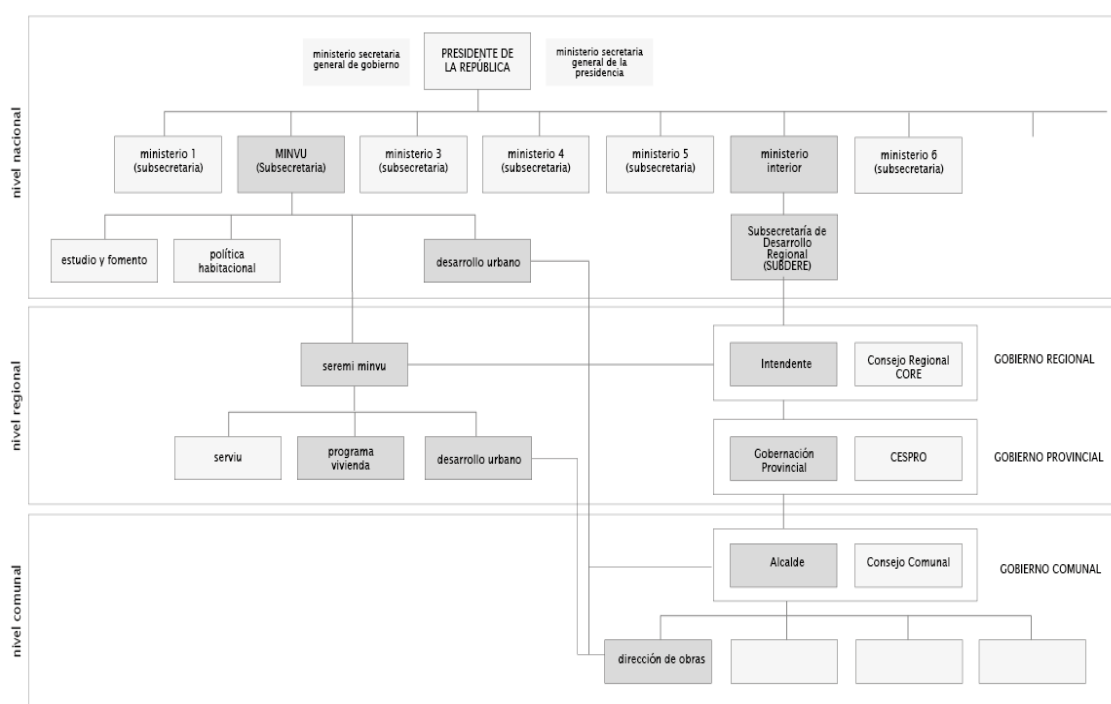 nivel nacional
ministerio secretaria
general de gobierno
PRESIDENTE DE
LA REPÚBLICA
ministerio secretaria
general de la
presidencia
ministerio 1
(subsecretaria)
MINVU
(Subsecretaria)
ministerio 3
(subsecretaria)
ministerio 4
(subsecretaria)
ministerio 5
(subsecretaria)
ministerio
interior
ministerio 6
(subsecretaria)
estudio y fomento
política
habitacional
desarrollo urbano
Subsecretaría de
Desarrollo
Regional
(SUBDERE)
nivel regional
seremi minvu
Intendente
Consejo Regional
CORE
GOBIERNO REGIONAL
serviu
programa
vivienda
desarrollo urbano
Gobernación
Provincial
CESPRO
GOBIERNO PROVINCIAL
nivel comunal
Alcalde
Consejo Comunal
GOBIERNO COMUNAL
dirección de obras